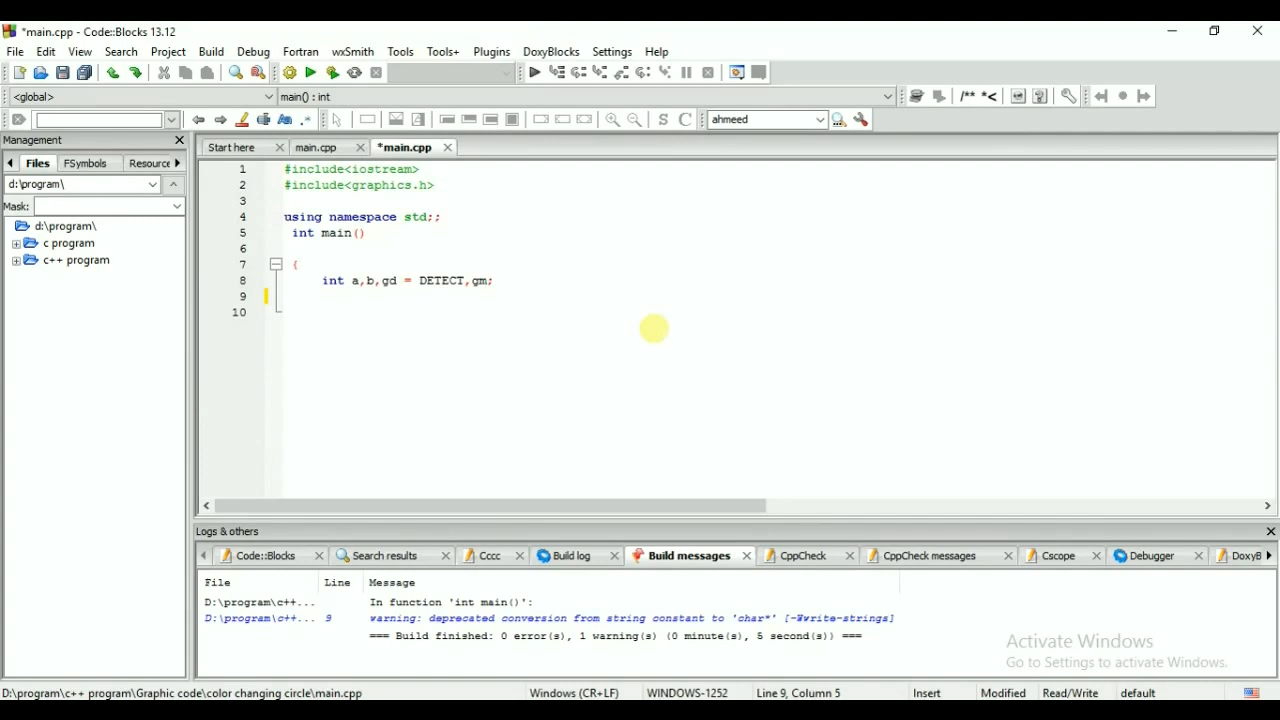 *main.cpp - Code::Blocks 13.12
File Edit View Search Project Build Debug Fortran wxSmith Tools Tools+ Plugins DoxyBlocks Settings Help
<global> main() : int
/** *<
.* S C ahmeed
Management
Start here main.cpp *main.cpp
Files FSymbols Resource
d:\program\
Mask:
d:\program\
c program
c++ program
1 #include<iostream>
2 #include<graphics.h>
3
4 using namespace std;;
5 int main()
6
7 {
8 int a,b,gd = DETECT,gm;
9
10
Logs & others
Code::Blocks Search results Cccc Build log Build messages CppCheck CppCheck messages Cscope Debugger DoxyB
File Line Message
D:\program\c++... In function 'int main()':
D:\program\c++... 9 warning: deprecated conversion from string constant to 'char*' [-Wwrite-strings]
=== Build finished: 0 error(s), 1 warning(s) (0 minute(s), 5 second(s)) ===
Activate Windows
Go to Settings to activate Windows.
D:\program\c++ program\Graphic code\color changing circle\main.cpp Windows (CR+LF) WINDOWS-1252 Line 9, Column 5 Insert Modified Read/Write default